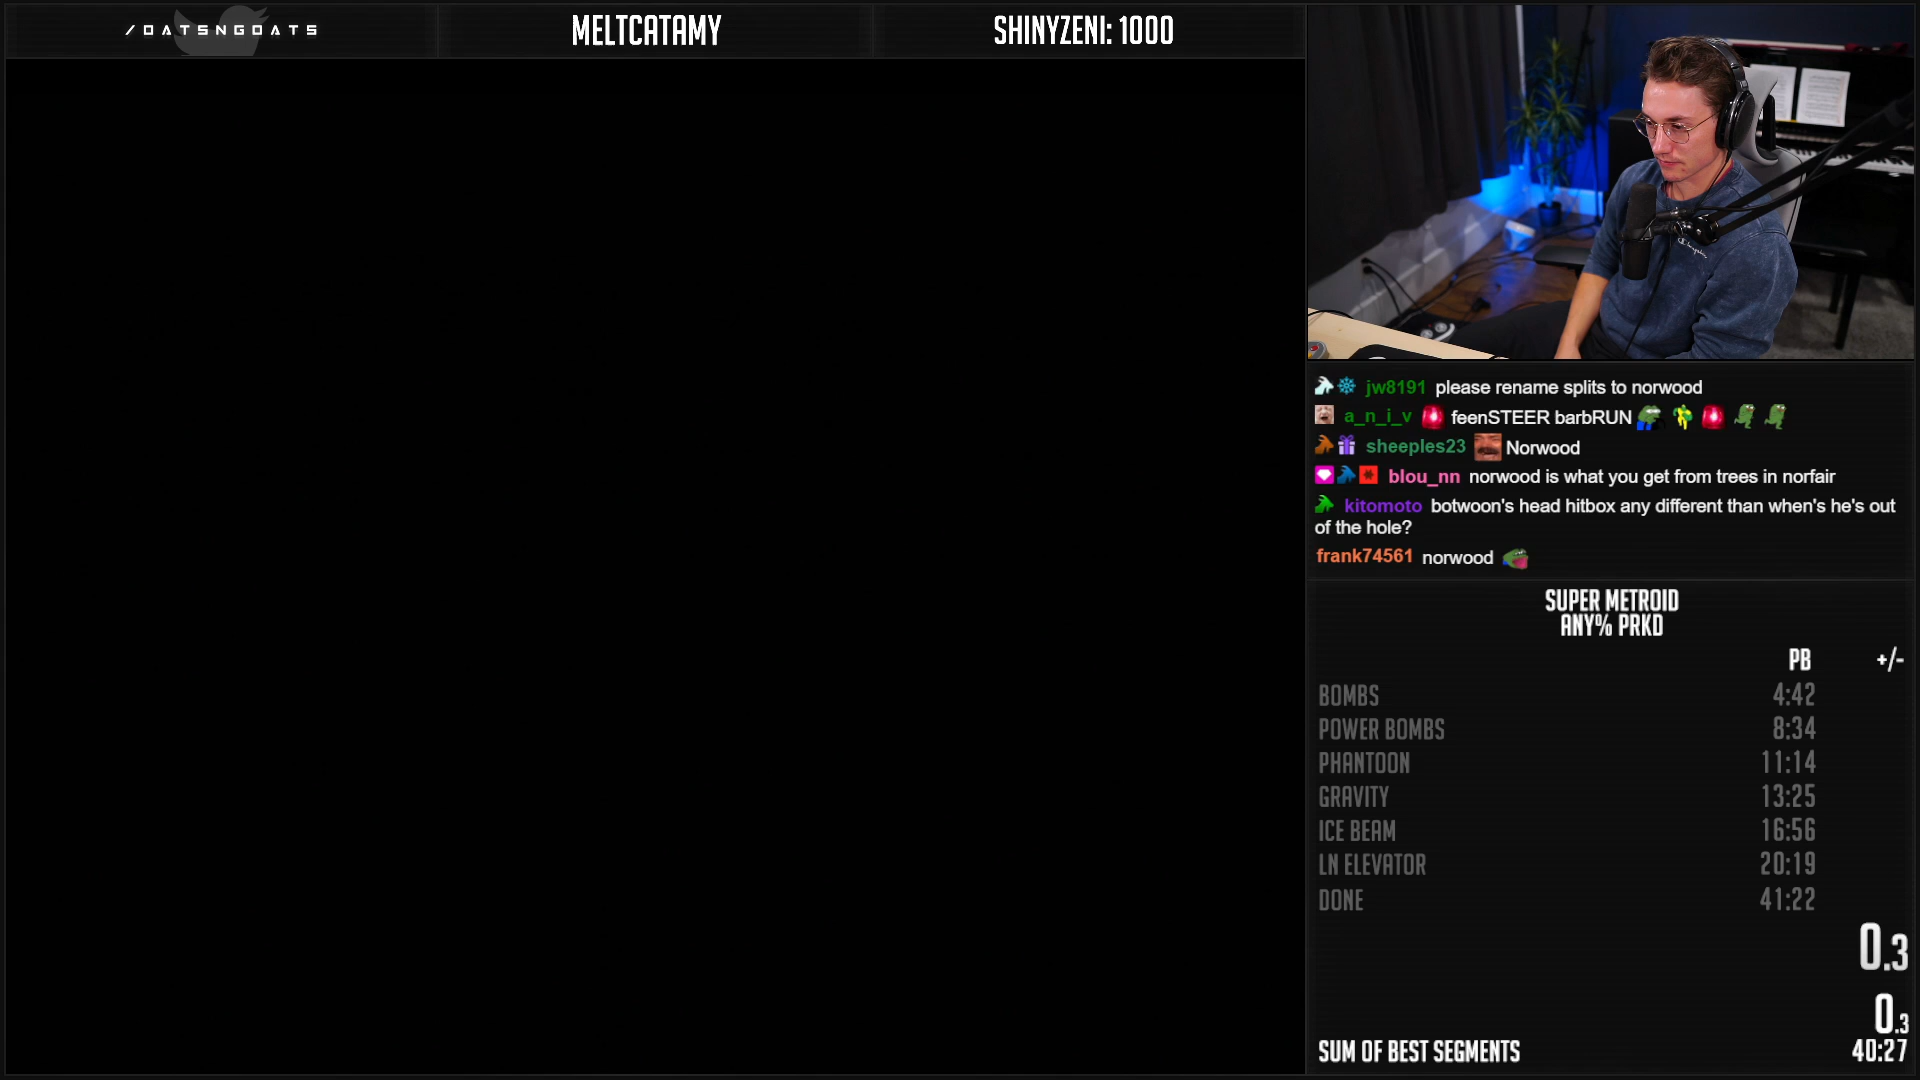 /OATSNGOATS
MELTCATAMY
SHINYZENI: 1000
jw8191 please rename splits to norwood
a_n_i_v feenSTEER barbRUN
sheeples23 Norwood
blou_nn norwood is what you get from trees in norfair
kitomoto botwoon's head hitbox any different than when's he's out
of the hole?
frank74561 norwood
SUPER METROID
ANY% PRKD
PB +/-
BOMBS 4:42
POWER BOMBS 8:34
PHANTOON 11:14
GRAVITY 13:25
ICE BEAM 16:56
LN ELEVATOR 20:19
DONE 41:22
0.3
0.3
SUM OF BEST SEGMENTS 40:27